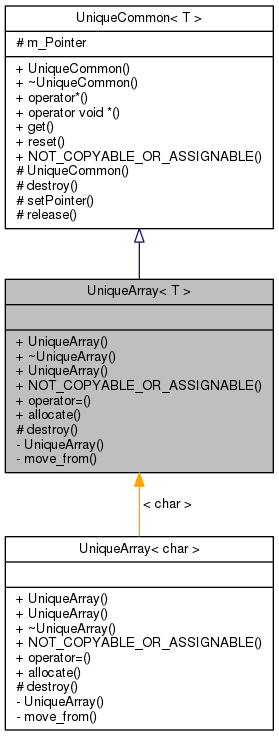 UniqueCommon< T >
# m_Pointer
+ UniqueCommon()
+ ~UniqueCommon()
+ operator*()
+ operator void *()
+ get()
+ reset()
+ NOT_COPYABLE_OR_ASSIGNABLE()
# UniqueCommon()
# destroy()
# setPointer()
# release()
UniqueArray< T >
+ UniqueArray()
+ ~UniqueArray()
+ UniqueArray()
+ NOT_COPYABLE_OR_ASSIGNABLE()
+ operator=()
+ allocate()
# destroy()
- UniqueArray()
- move_from()
< char >
UniqueArray< char >
+ UniqueArray()
+ UniqueArray()
+ ~UniqueArray()
+ NOT_COPYABLE_OR_ASSIGNABLE()
+ operator=()
+ allocate()
# destroy()
- UniqueArray()
- move_from()